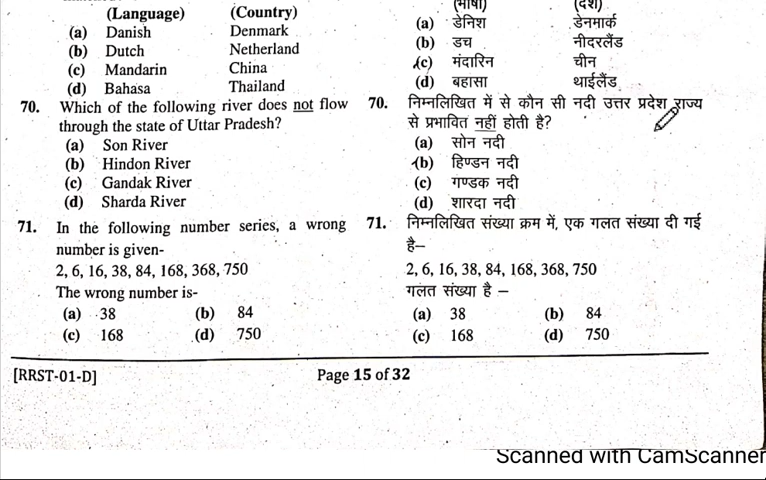 (Language) (Country)
(a) Danish Denmark
(b) Dutch Netherland
(c) Mandarin China
(d) Bahasa Thailand
70. Which of the following river does not flow
through the state of Uttar Pradesh?
(a) Son River
(b) Hindon River
(c) Gandak River
(d) Sharda River
71. In the following number series, a wrong
number is given-
2, 6, 16, 38, 84, 168, 368, 750
The wrong number is-
(a) 38 (b) 84
(c) 168 (d) 750
(भाषा) (देश)
(a) डेनिश डेनमार्क
(b) डच नीदरलैंड
(c) मंदारिन चीन
(d) बहासा थाईलैंड
70. निम्नलिखित में से कौन सी नदी उत्तर प्रदेश राज्य
से प्रभावित नहीं होती है?
(a) सोन नदी
(b) हिण्डन नदी
(c) गण्डक नदी
(d) शारदा नदी
71. निम्नलिखित संख्या क्रम में, एक गलत संख्या दी गई
है—
2, 6, 16, 38, 84, 168, 368, 750
गलत संख्या है —
(a) 38 (b) 84
(c) 168 (d) 750
[RRST-01-D] Page 15 of 32
Scanned with CamScanner